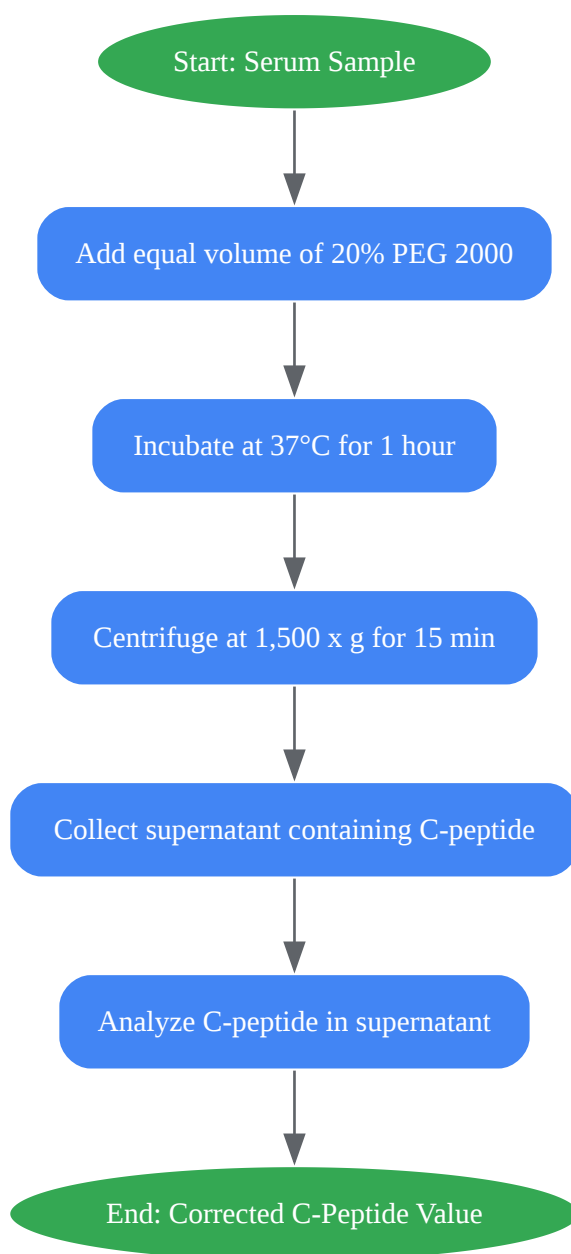 Start: Serum Sample
Add equal volume of 20% PEG 2000
Incubate at 37°C for 1 hour
Centrifuge at 1,500 x g for 15 min
Collect supernatant containing C-peptide
Analyze C-peptide in supernatant
End: Corrected C-Peptide Value